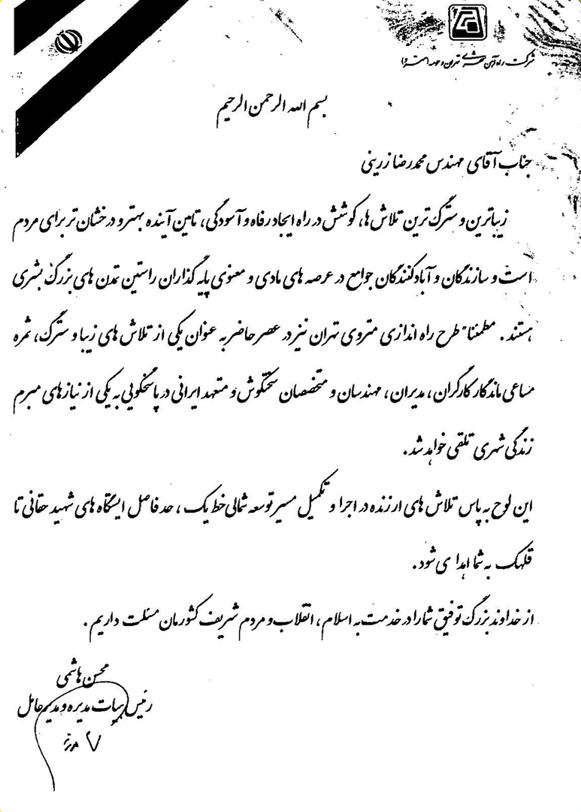 شرکت راه آهن شهری تهران و حومه (مترو)
بسم الله الرحمن الرحیم
جناب آقای مهندس محمدرضا زرینی
زیباترین و سترگ ترین تلاش ها، کوشش در راه ایجاد رفاه و آسودگی، تامین آینده بهتر و درخشان تر برای مردم
است و سازندگان و آبادکنندگان جوامع در عرصه های مادی و معنوی پایه گذاران راستین تمدن های بزرگ بشری
هستند . مطمئناً طرح راه اندازی متروی تهران نیز در عصر حاضر به عنوان یکی از تلاش های زیبا و سترگ، ثمره
مساعی ماندگار کارگران ، مدیران ، مهندسان و متخصصان سختکوش و متعهد ایرانی در پاسخگویی به یکی از نیازهای مبرم
زندگی شهری تلقی خواهد شد .
این لوح به پاس تلاش های ارزنده در اجرا و تکمیل مسیر توسعه شمالی خط یک ، حد فاصل ایستگاه های شهید حقانی تا
قلهک به شما اهدا می شود .
از خداوند بزرگ توفیق شما را در خدمت به اسلام ، انقلاب و مردم شریف کشورمان مسئلت داریم .
محسن هاشمی
رئیس هیات مدیره و مدیرعامل